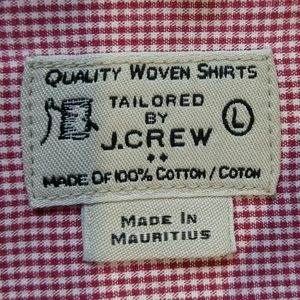 QUALITY WOVEN SHIRTS
TAILORED
BY
L
J.CREW
MADE OF 100% COTTON / COTON
MADE IN
MAURITIUS